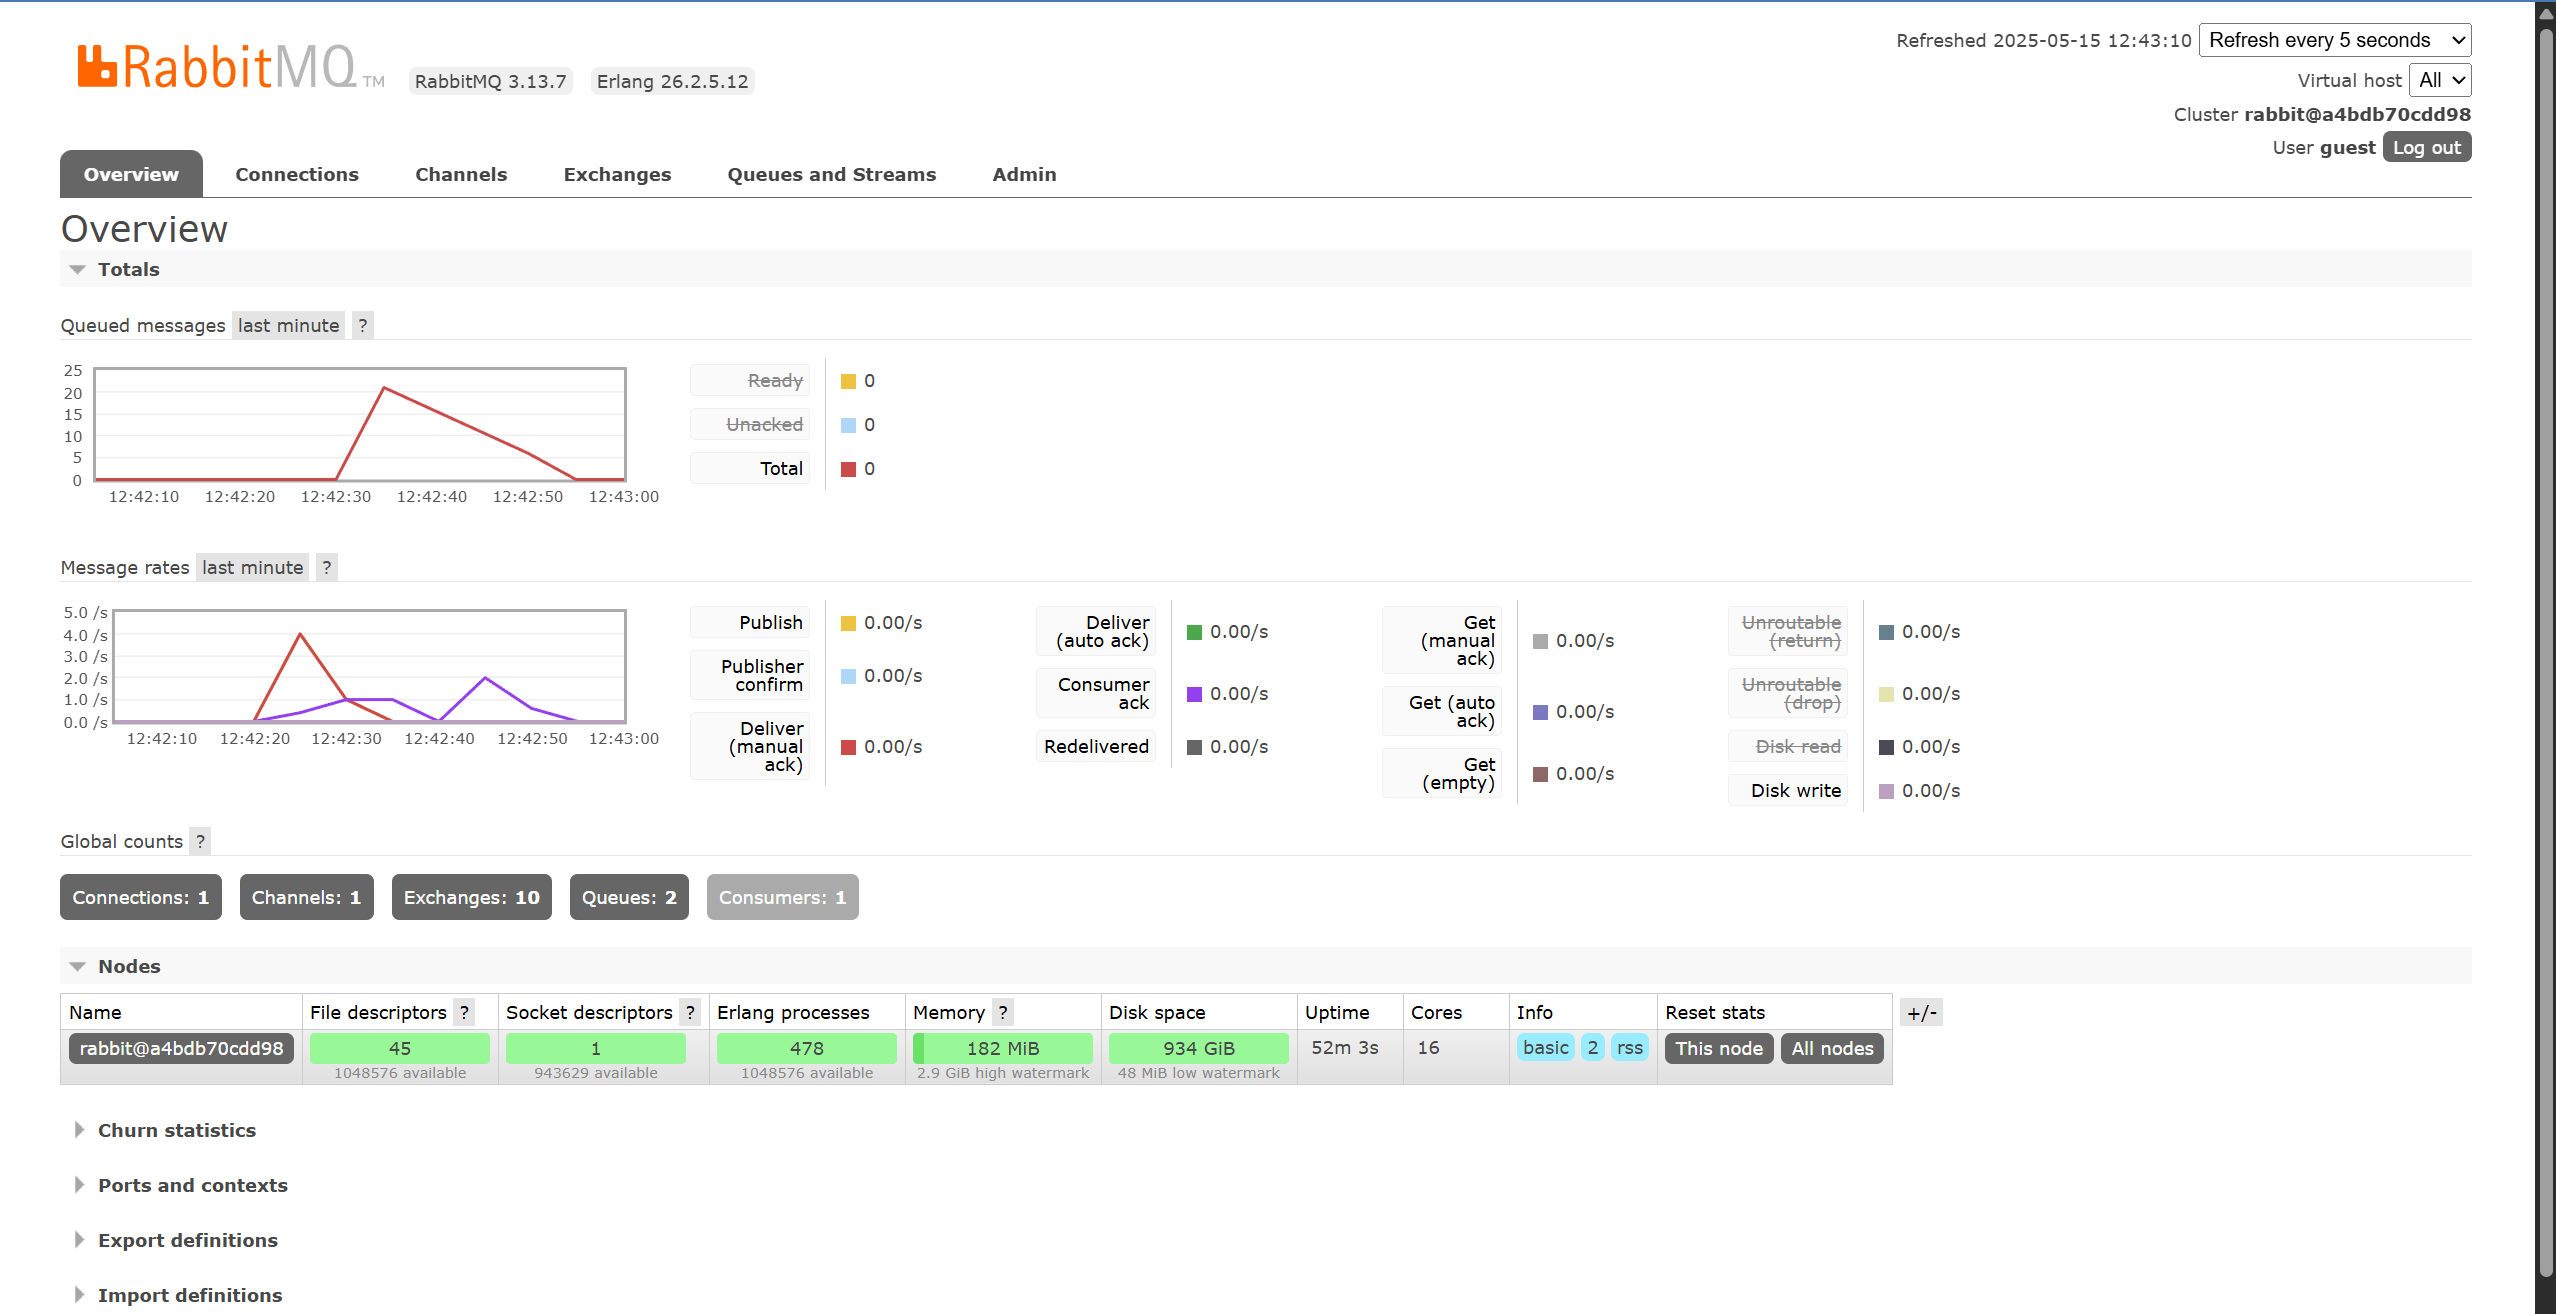 RabbitMQ TM RabbitMQ 3.13.7 Erlang 26.2.5.12
Refreshed 2025-05-15 12:43:10 Refresh every 5 seconds
Virtual host All
Cluster rabbit@a4bdb70cdd98
User guest Log out
Overview Connections Channels Exchanges Queues and Streams Admin
Overview
Totals
Queued messages last minute ?
25
20
15
10
5
0
12:42:10 12:42:20 12:42:30 12:42:40 12:42:50 12:43:00
Ready 0
Unacked 0
Total 0
Message rates last minute ?
5.0 /s
4.0 /s
3.0 /s
2.0 /s
1.0 /s
0.0 /s
12:42:10 12:42:20 12:42:30 12:42:40 12:42:50 12:43:00
Publish 0.00/s
Publisher
confirm 0.00/s
Deliver
(manual
ack) 0.00/s
Deliver
(auto ack) 0.00/s
Consumer
ack 0.00/s
Redelivered 0.00/s
Get
(manual
ack) 0.00/s
Get (auto
ack) 0.00/s
Get
(empty) 0.00/s
Unroutable
(return) 0.00/s
Unroutable
(drop) 0.00/s
Disk read 0.00/s
Disk write 0.00/s
Global counts ?
Connections: 1 Channels: 1 Exchanges: 10 Queues: 2 Consumers: 1
Nodes
Name File descriptors ? Socket descriptors ? Erlang processes Memory ? Disk space Uptime Cores Info Reset stats +/-
rabbit@a4bdb70cdd98 45 1 478 182 MiB 934 GiB 52m 3s 16 basic 2 rss This node All nodes
1048576 available 943629 available 1048576 available 2.9 GiB high watermark 48 MiB low watermark
Churn statistics
Ports and contexts
Export definitions
Import definitions